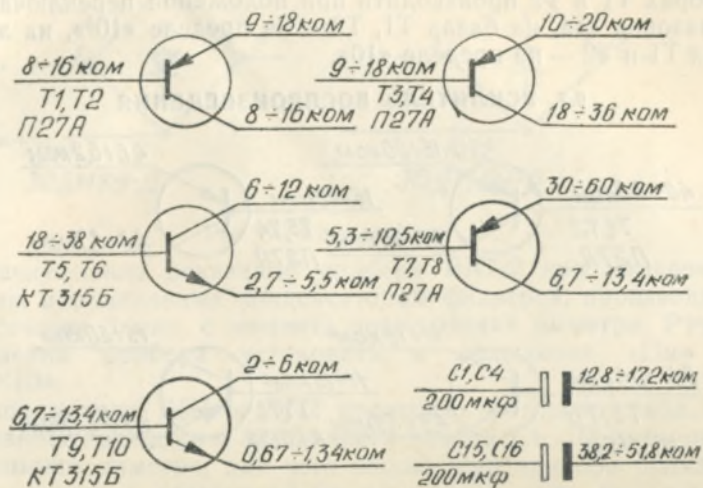 9÷18 ком
8÷16 ком
Т1, Т2
П27А
8÷16 ком
10÷20 ком
9÷18 ком
Т3, Т4
П27А
18÷36 ком
6÷12 ком
18÷38 ком
Т5, Т6
КТ315Б
2,7÷5,5 ком
30÷60 ком
5,3÷10,5 ком
Т7, Т8
П27А
6,7÷13,4 ком
2÷6 ком
6,7÷13,4 ком
Т9, Т10
КТ315Б
0,67÷1,34 ком
С1, С4
200 мкф
12,8÷17,2 ком
С15, С16
200 мкф
38,2÷51,8 ком